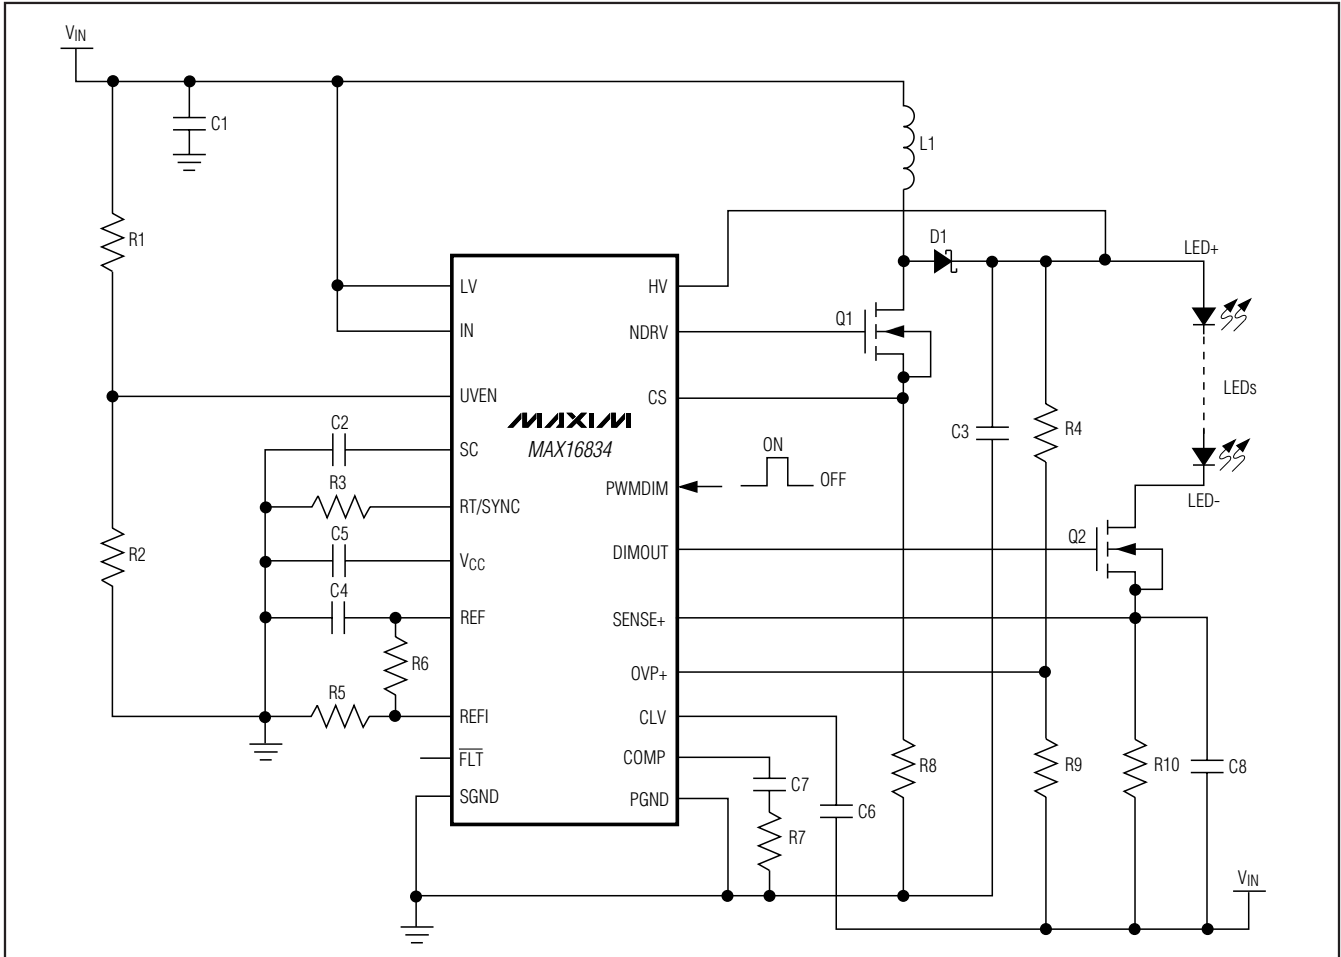 VIN
C1
L1
R1
D1
LED+
LV
HV
Q1
IN
NDRV
UVEN
CS
LEDs
C2
MAXIM
C3
R4
SC
MAX16834
ON
R3
PWMDIM
OFF
LED-
RT/SYNC
C5
Q2
R2
VCC
DIMOUT
C4
REF
SENSE+
R6
OVP+
R5
REFI
CLV
FLT
COMP
R8
R9
R10
C8
SGND
PGND
C7
C6
R7
VIN